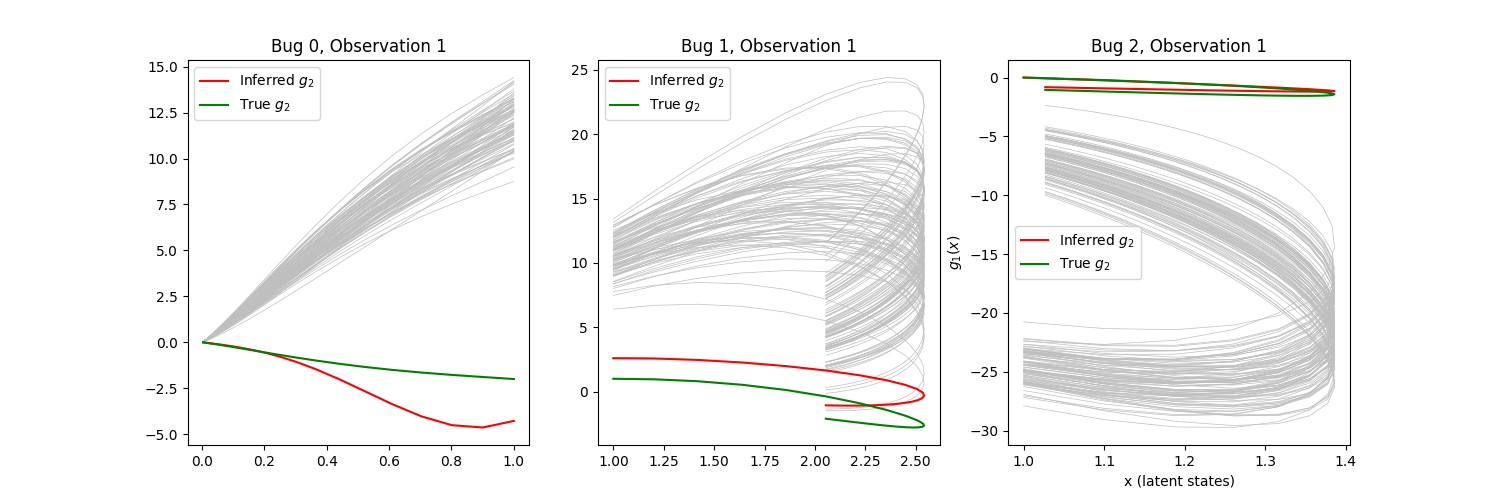 Bug 0, Observation 1
15.0
12.5
10.0
7.5
5.0
2.5
0.0
−2.5
−5.0
Inferred g₂
True g₂
0.0 0.2 0.4 0.6 0.8 1.0
Bug 1, Observation 1
25
20
15
10
5
0
Inferred g₂
True g₂
1.00 1.25 1.50 1.75 2.00 2.25 2.50
Bug 2, Observation 1
g₁(x)
0
−5
−10
−15
−20
−25
−30
Inferred g₂
True g₂
1.0 1.1 1.2 1.3 1.4
x (latent states)